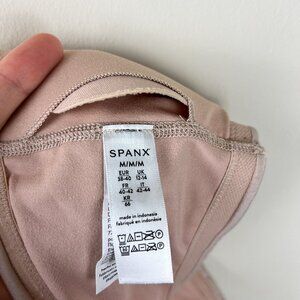 SPANX
M/M/M
EUR UK
38-40 12-14
FR IT
40-42 42-44
KR
66
made in indonesia
fabriqué en indonésie